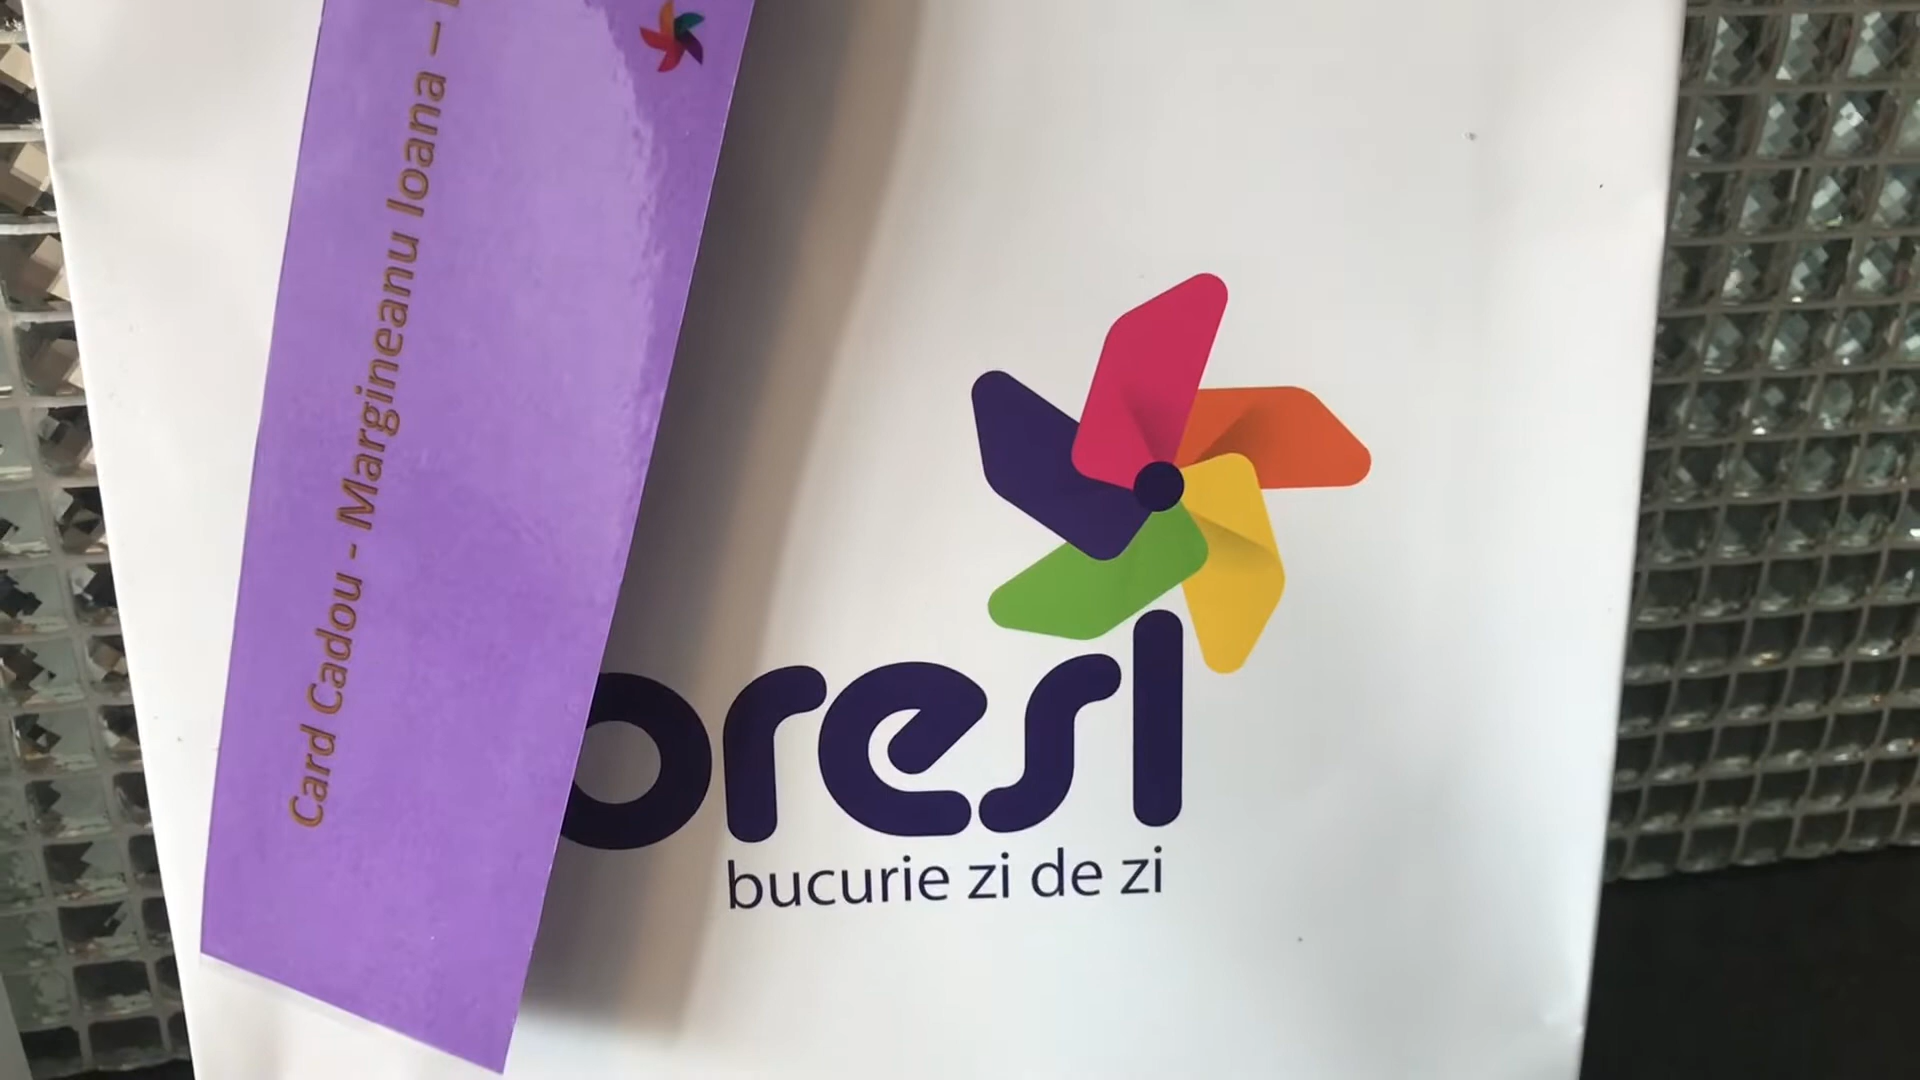 Card Cadou - Margineanu Ioana –
oresI
bucurie zi de zi